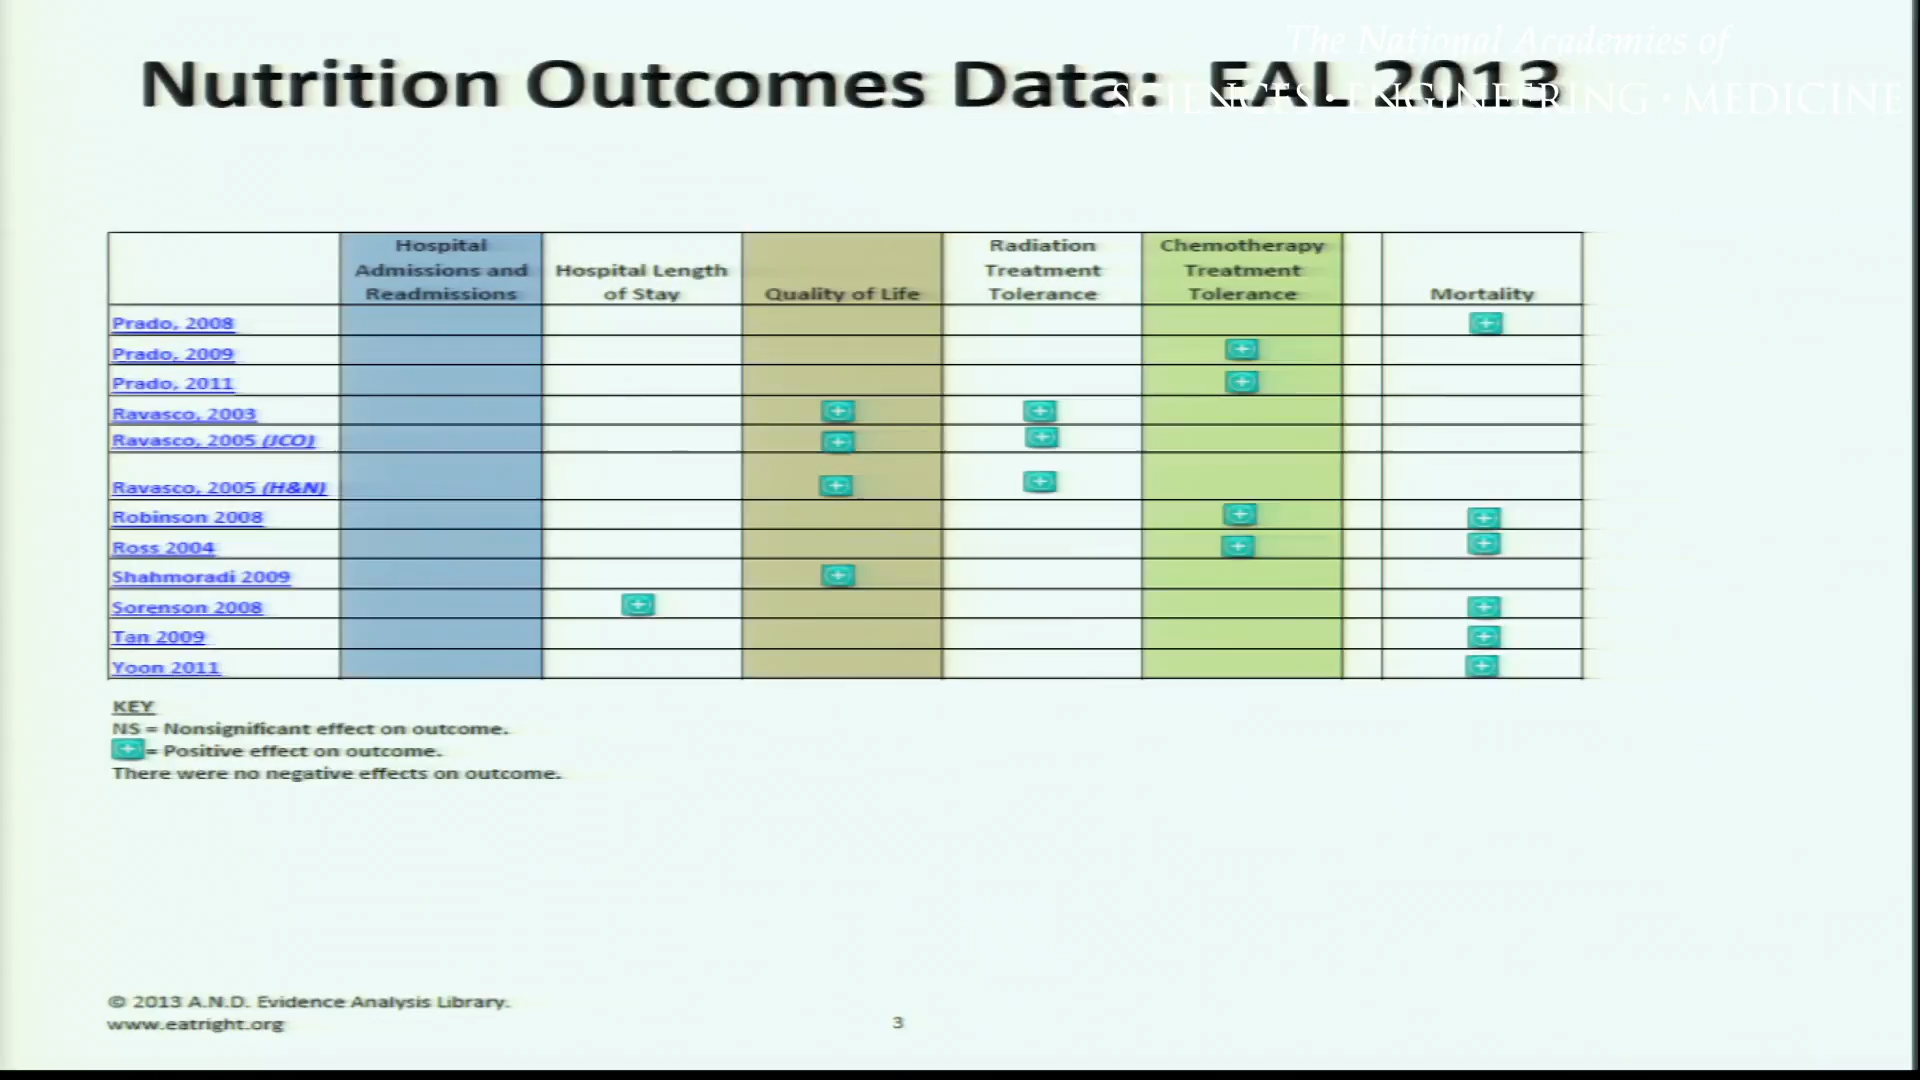 The National Academies of
SCIENCES · ENGINEERING · MEDICINE
Nutrition Outcomes Data: EAL 2013
Hospital Admissions and Readmissions
Hospital Length of Stay
Quality of Life
Radiation Treatment Tolerance
Chemotherapy Treatment Tolerance
Mortality
Prado, 2008 +
Prado, 2009 +
Prado, 2011 +
Ravasco, 2003 + +
Ravasco, 2005 (JCO) + +
Ravasco, 2005 (H&N) + +
Robinson 2008 + +
Ross 2004 + +
Shahmoradi 2009 +
Sorenson 2008 + +
Tan 2009 +
Yoon 2011 +
KEY
NS = Nonsignificant effect on outcome.
+ = Positive effect on outcome.
There were no negative effects on outcome.
© 2013 A.N.D. Evidence Analysis Library.
www.eatright.org
3